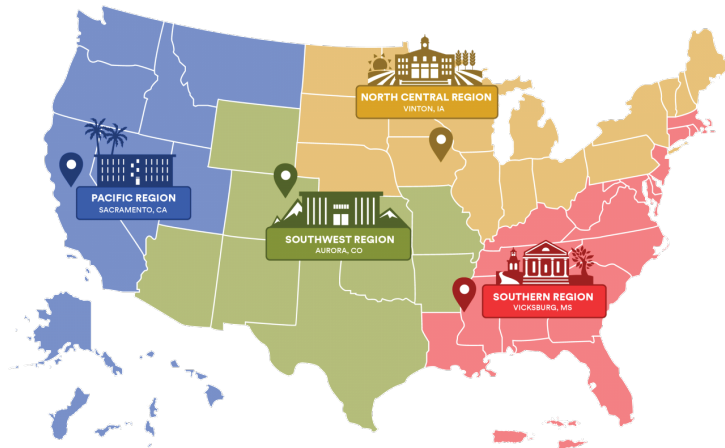 NORTH CENTRAL REGION
VINTON, IA
PACIFIC REGION
SACRAMENTO, CA
SOUTHWEST REGION
AURORA, CO
SOUTHERN REGION
VICKSBURG, MS